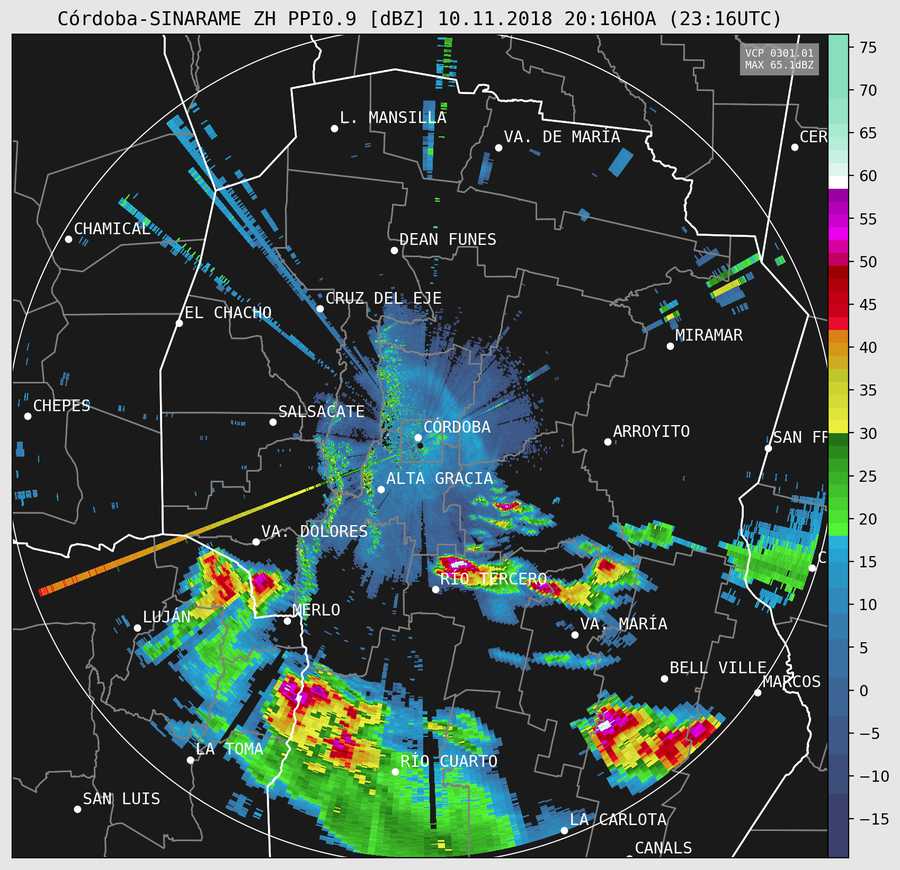 Córdoba-SINARAME ZH PPI0.9 [dBZ] 10.11.2018 20:16HOA (23:16UTC)
VCP 0301.01
MAX 65.1dBZ
75
70
65
60
55
50
45
40
35
30
25
20
15
10
5
0
−5
−10
−15
L. MANSILLA
VA. DE MARÍA
CER
CHAMICAL
DEAN FUNES
CRUZ DEL EJE
EL CHACHO
MIRAMAR
CHEPES
SALSACATE
CÓRDOBA
ARROYITO
SAN FR
ALTA GRACIA
VA. DOLORES
C
RIO TERCERO
LUJÁN
MERLO
VA. MARÍA
BELL VILLE
MARCOS
LA TOMA
RIO CUARTO
SAN LUIS
LA CARLOTA
CANALS